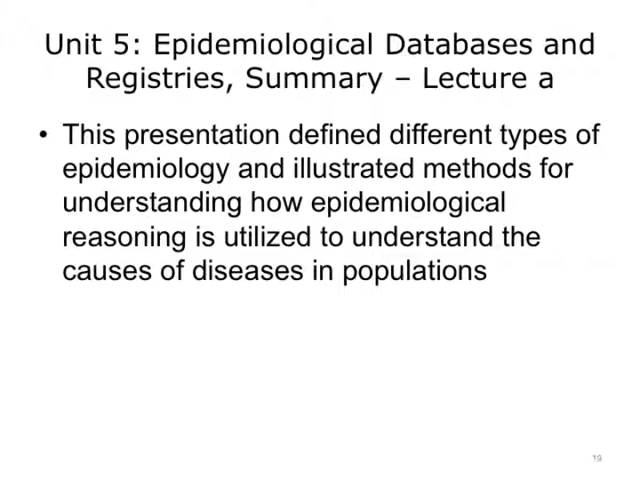 Unit 5: Epidemiological Databases and
Registries, Summary – Lecture a
• This presentation defined different types of
epidemiology and illustrated methods for
understanding how epidemiological
reasoning is utilized to understand the
causes of diseases in populations
19